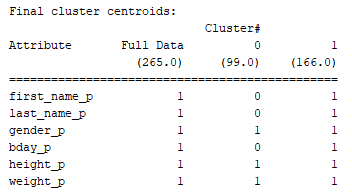 Final cluster centroids:
Cluster#
Attribute Full Data 0 1
(265.0) (99.0) (166.0)
================================================
first_name_p 1 0 1
last_name_p 1 0 1
gender_p 1 1 1
bday_p 1 0 1
height_p 1 1 1
weight_p 1 1 1